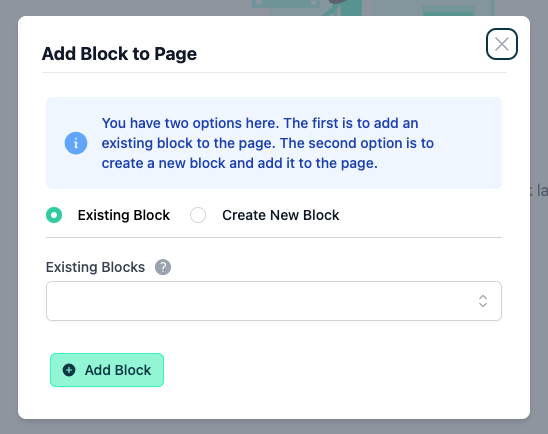 Add Block to Page
You have two options here. The first is to add an
existing block to the page. The second option is to
create a new block and add it to the page.
Existing Block
Create New Block
Existing Blocks ?
Add Block